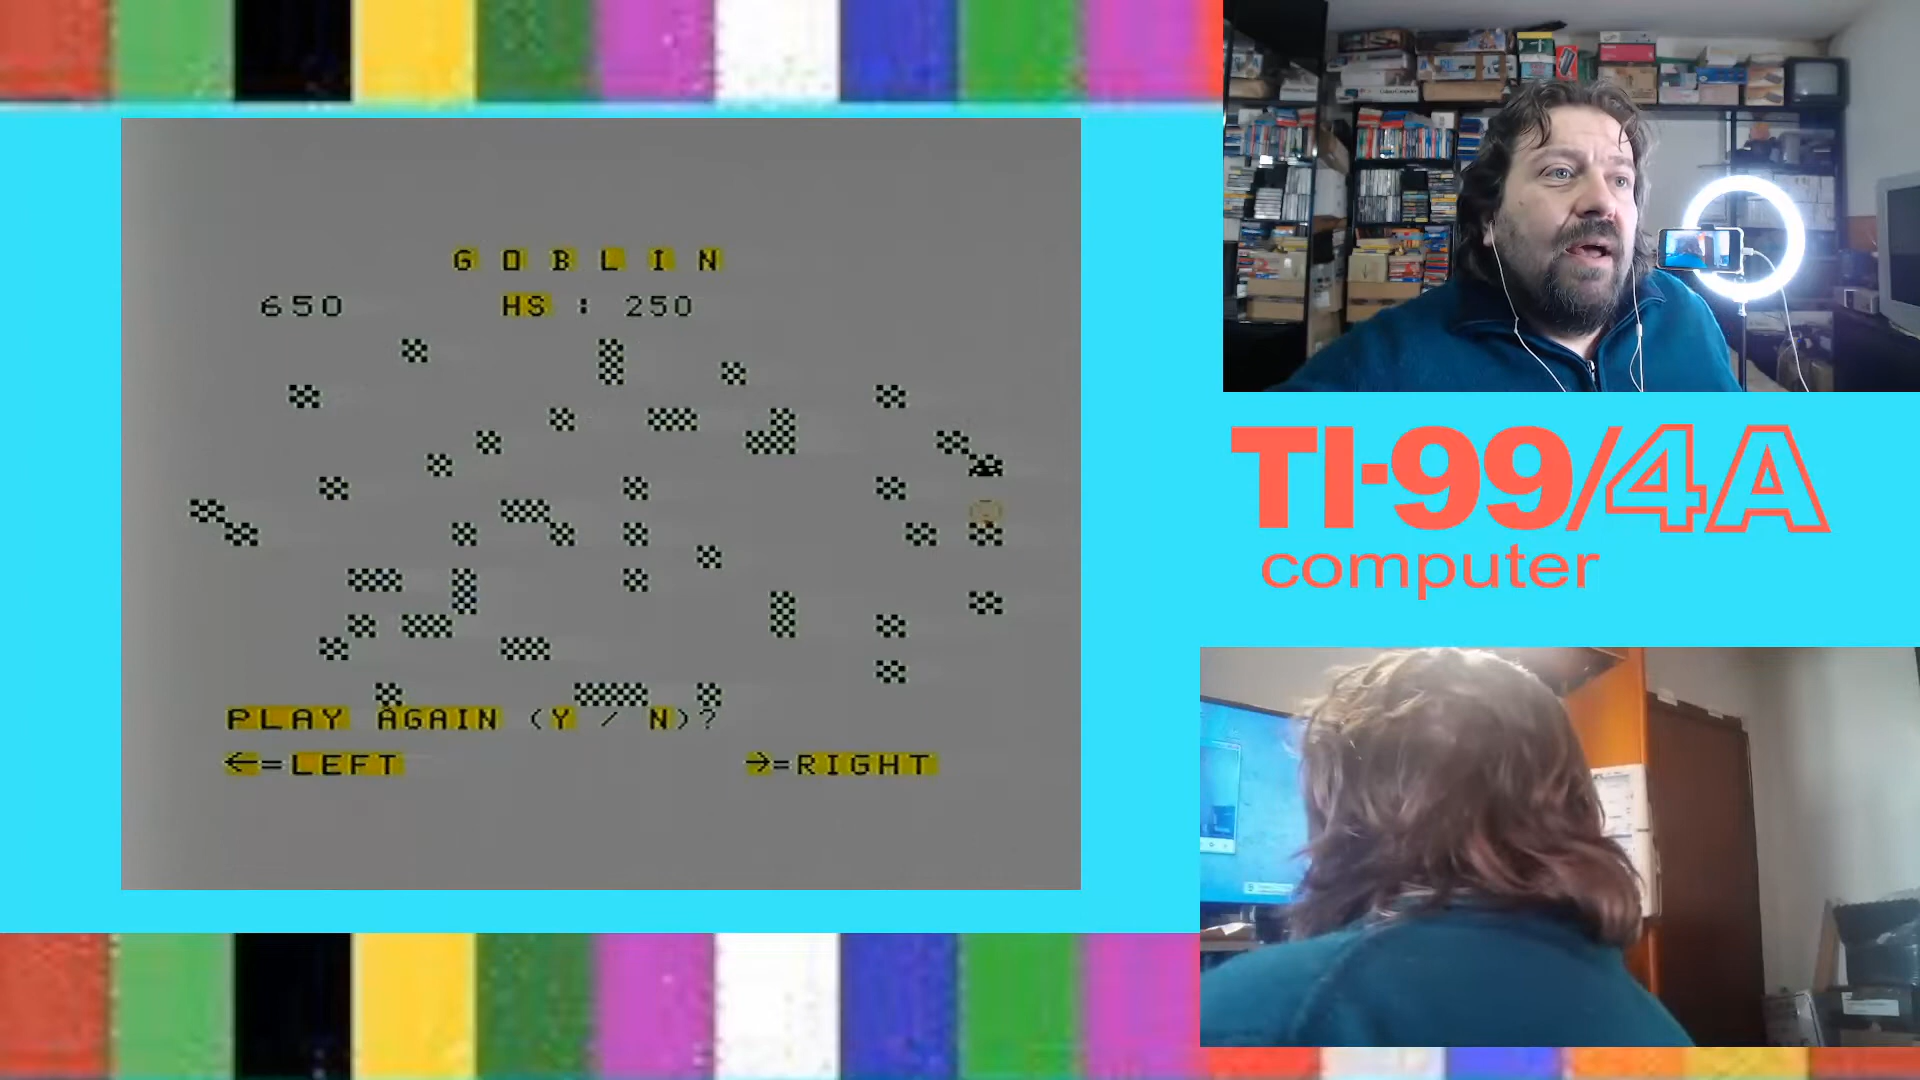 G O B L I N
650 HS : 250
PLAY AGAIN (Y / N)?
←=LEFT →=RIGHT
TI-99/4A
computer